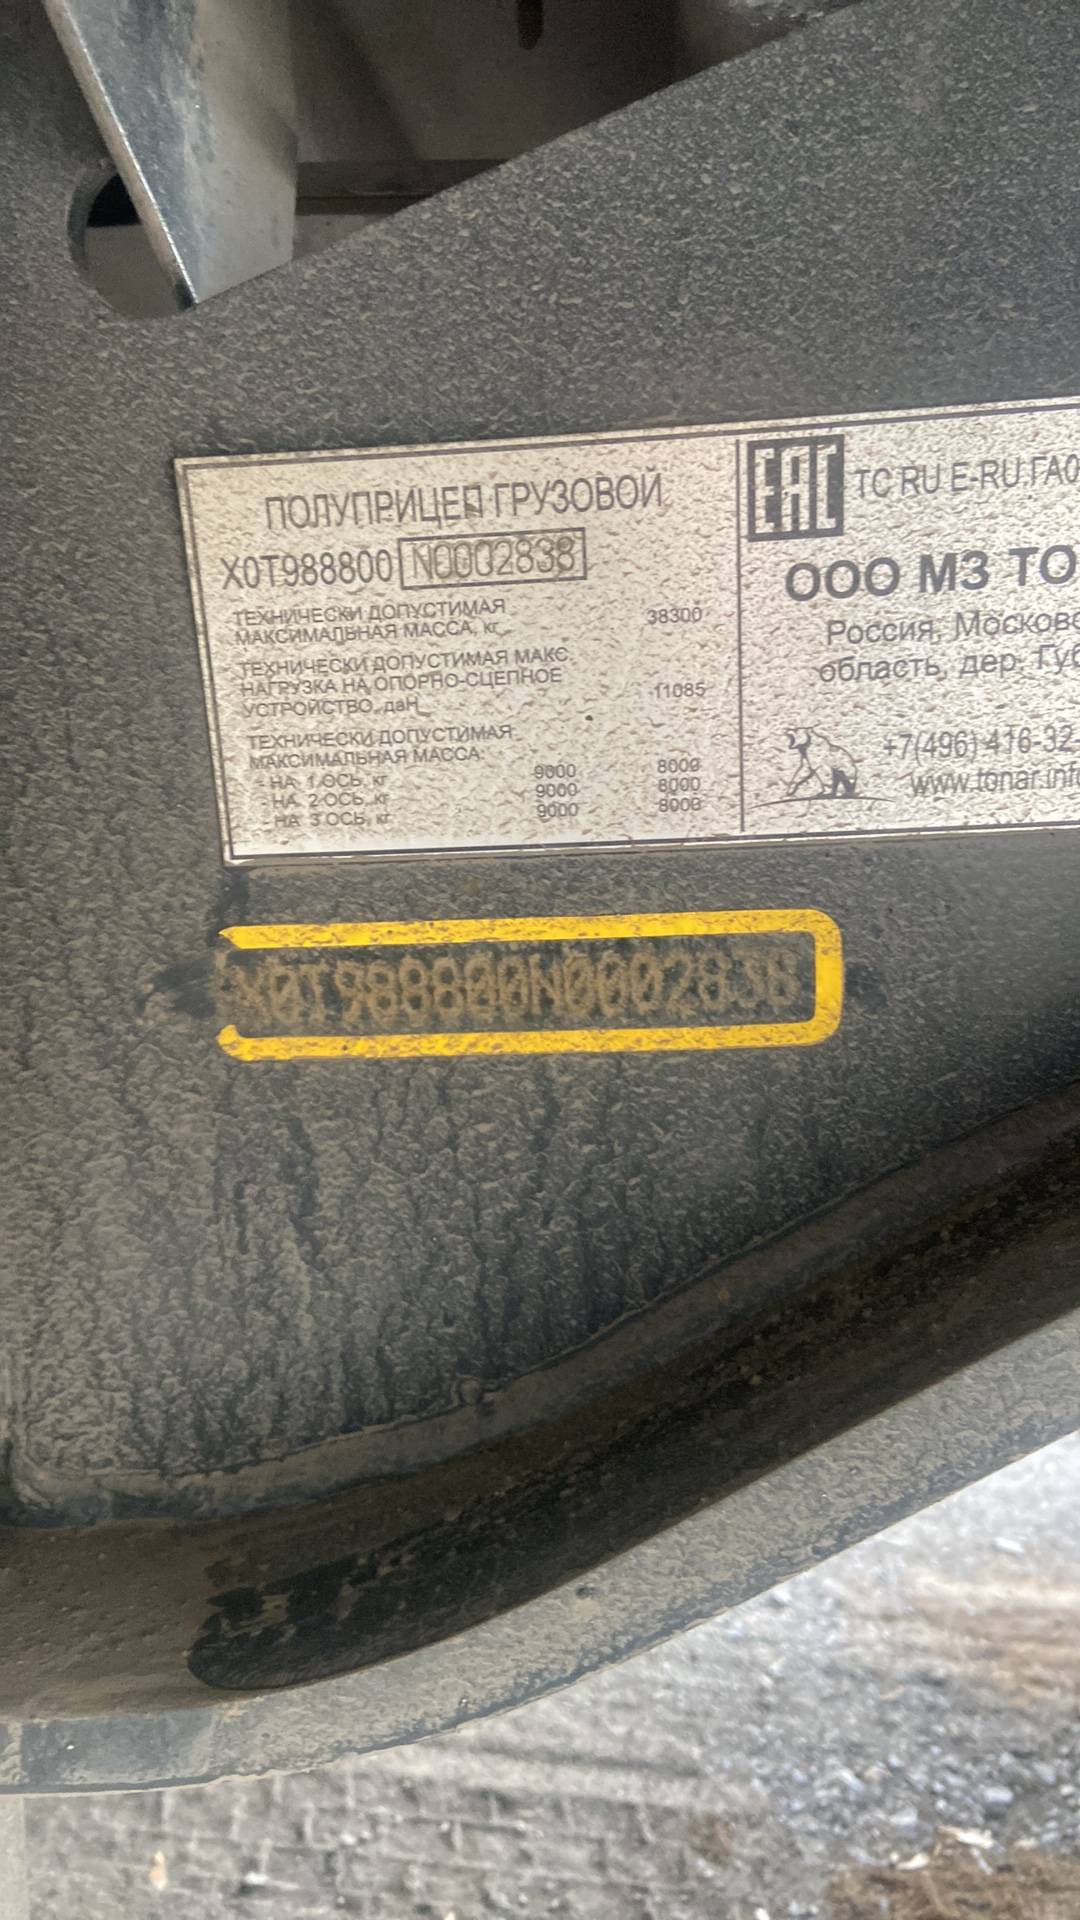 ПОЛУПРИЦЕП ГРУЗОВОЙ
X0T988800 N0002838
ТЕХНИЧЕСКИ ДОПУСТИМАЯ
МАКСИМАЛЬНАЯ МАССА, кг 38300
ТЕХНИЧЕСКИ ДОПУСТИМАЯ МАКС.
НАГРУЗКА НА ОПОРНО-СЦЕПНОЕ
УСТРОЙСТВО, даН 11085
ТЕХНИЧЕСКИ ДОПУСТИМАЯ
МАКСИМАЛЬНАЯ МАССА:
- НА 1 ОСЬ, кг 9000 8000
- НА 2 ОСЬ, кг 9000 8000
- НА 3 ОСЬ, кг 9000 8000
EAC TC RU E-RU.ГА0
ООО МЗ ТО
Россия, Московс
область, дер. Губ
+7(496) 416-32
www.tonar.info
X0T988800N0002838